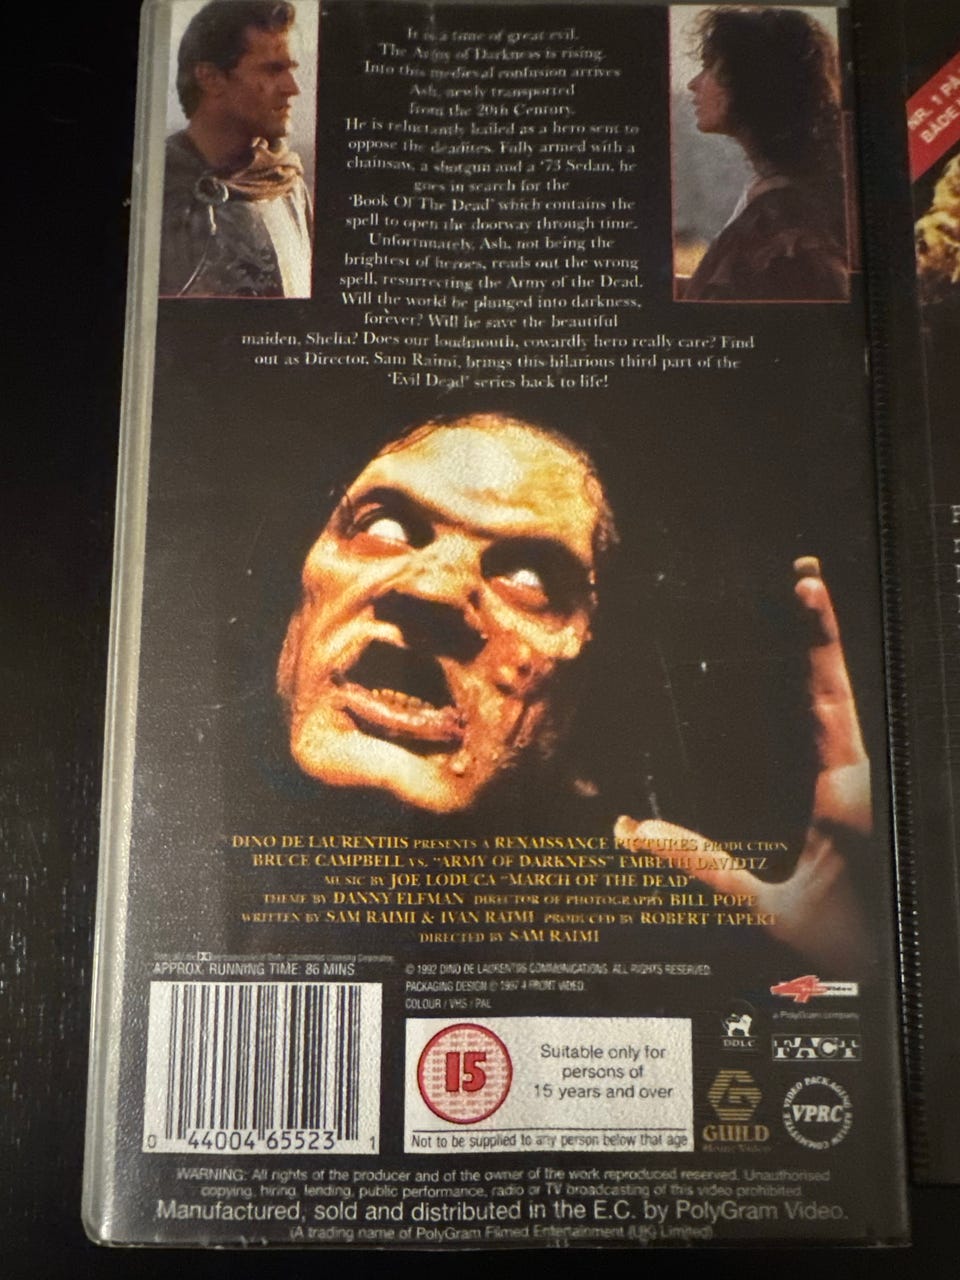 It is a time of great evil.
The Army of Darkness is rising.
Into this medieval confusion arrives
Ash, newly transported
from the 20th Century.
He is reluctantly hailed as a hero sent to
oppose the deadites. Fully armed with a
chainsaw, a shotgun and a '73 Sedan, he
goes in search for the
'Book Of The Dead' which contains the
spell to open the doorway through time.
Unfortunately, Ash, not being the
brightest of heroes, reads out the wrong
spell, resurrecting the Army of the Dead.
Will the world be plunged into darkness,
forever? Will he save the beautiful
maiden, Shelia? Does our loudmouth, cowardly hero really care? Find
out as Director, Sam Raimi, brings this hilarious third part of the
'Evil Dead' series back to life!
DINO DE LAURENTIIS PRESENTS A RENAISSANCE PICTURES PRODUCTION
BRUCE CAMPBELL VS. "ARMY OF DARKNESS" EMBETH DAVIDTZ
MUSIC BY JOE LODUCA "MARCH OF THE DEAD"
THEME BY DANNY ELFMAN DIRECTOR OF PHOTOGRAPHY BILL POPE
WRITTEN BY SAM RAIMI & IVAN RAIMI PRODUCED BY ROBERT TAPERT
DIRECTED BY SAM RAIMI
APPROX. RUNNING TIME: 86 MINS
© 1992 DINO DE LAURENTIIS COMMUNICATIONS. ALL RIGHTS RESERVED.
PACKAGING DESIGN © 1997 4 FRONT VIDEO.
COLOUR / VHS / PAL
4 Front Video
a PolyGram company
DDLC
FACT
GUILD
Home Video
VIDEO PACKAGING REVIEW COMMITTEE
VPRC
15
Suitable only for
persons of
15 years and over
Not to be supplied to any person below that age
0 44004 65523 1
WARNING: All rights of the producer and of the owner of the work reproduced reserved. Unauthorised
copying, hiring, lending, public performance, radio or TV broadcasting of this video prohibited.
Manufactured, sold and distributed in the E.C. by PolyGram Video.
(A trading name of PolyGram Filmed Entertainment (UK) Limited).
NR. 1 PÅ
BÅDE